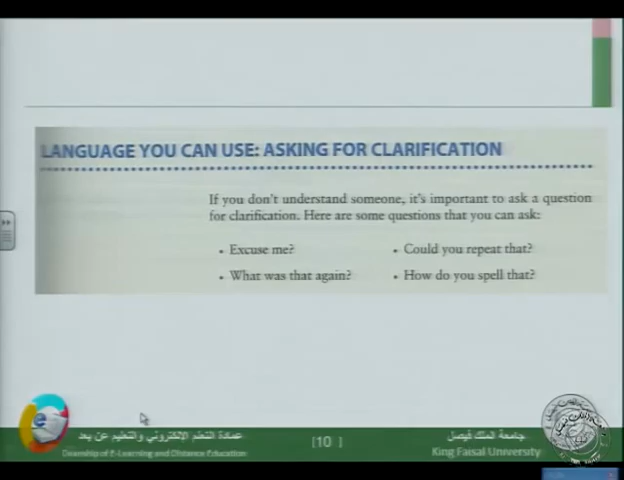 LANGUAGE YOU CAN USE: ASKING FOR CLARIFICATION
If you don't understand someone, it's important to ask a question
for clarification. Here are some questions that you can ask:
• Excuse me?
• Could you repeat that?
• What was that again?
• How do you spell that?
عمادة التعلم الإلكتروني والتعليم عن بعد
[10]
جامعة الملك فيصل
Deanship of E-Learning and Distance Education
King Faisal University